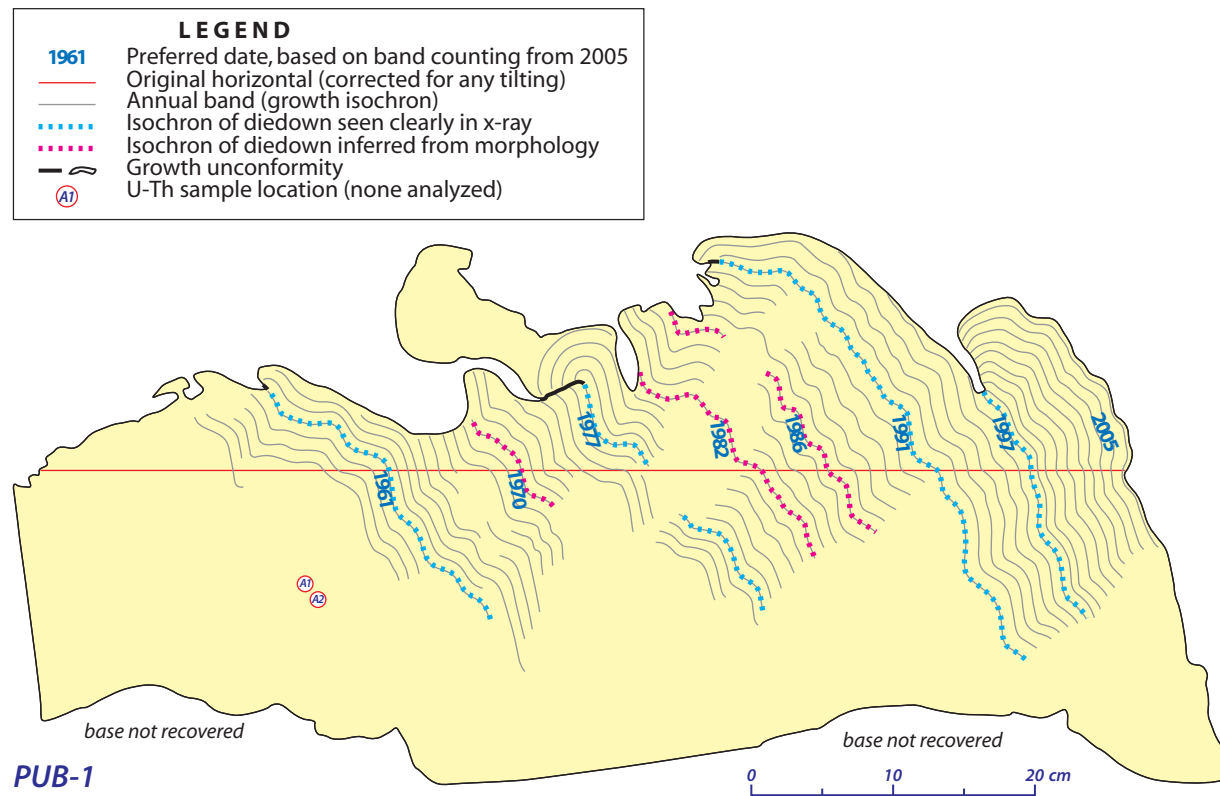 LEGEND
1961 Preferred date, based on band counting from 2005
Original horizontal (corrected for any tilting)
Annual band (growth isochron)
Isochron of diedown seen clearly in x-ray
Isochron of diedown inferred from morphology
Growth unconformity
A1 U-Th sample location (none analyzed)
1961
1970
1977
1982
1986
1991
1997
2005
A1
A2
base not recovered
base not recovered
PUB-1
0 10 20 cm